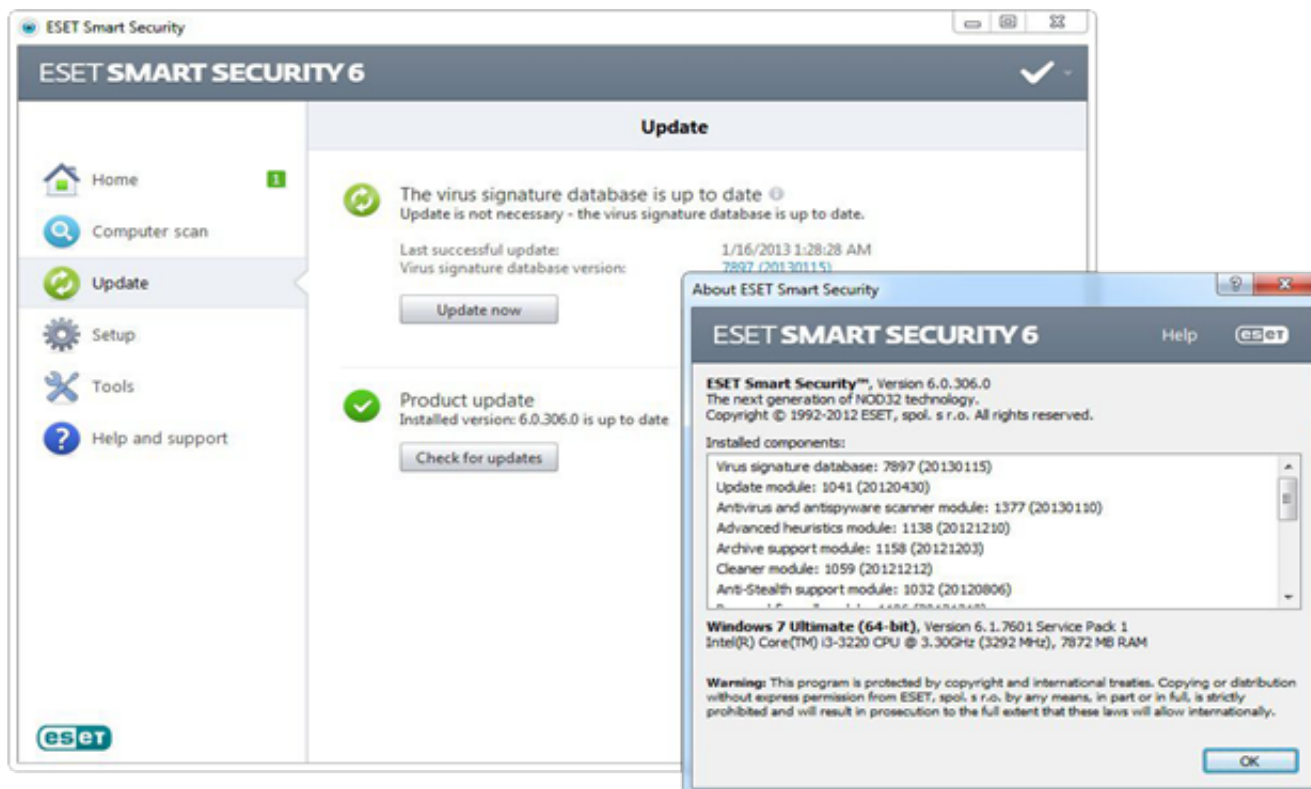 ESET Smart Security
ESET SMART SECURITY 6
Update
Home 1
Computer scan
Update
Setup
Tools
Help and support
eset
The virus signature database is up to date
Update is not necessary - the virus signature database is up to date.
Last successful update: 1/16/2013 1:28:28 AM
Virus signature database version: 7897 (20130115)
Update now
Product update
Installed version: 6.0.306.0 is up to date
Check for updates
About ESET Smart Security
ESET SMART SECURITY 6 Help eset
ESET Smart Security™, Version 6.0.306.0
The next generation of NOD32 technology.
Copyright © 1992-2012 ESET, spol. s r.o. All rights reserved.
Installed components:
Virus signature database: 7897 (20130115)
Update module: 1041 (20120430)
Antivirus and antispyware scanner module: 1377 (20130110)
Advanced heuristics module: 1138 (20121210)
Archive support module: 1158 (20121203)
Cleaner module: 1059 (20121212)
Anti-Stealth support module: 1032 (20120806)
Windows 7 Ultimate (64-bit), Version 6.1.7601 Service Pack 1
Intel(R) Core(TM) i3-3220 CPU @ 3.30GHz (3292 MHz), 7872 MB RAM
Warning: This program is protected by copyright and international treaties. Copying or distribution
without express permission from ESET, spol. s r.o. by any means, in part or in full, is strictly
prohibited and will result in prosecution to the full extent that these laws will allow internationally.
OK